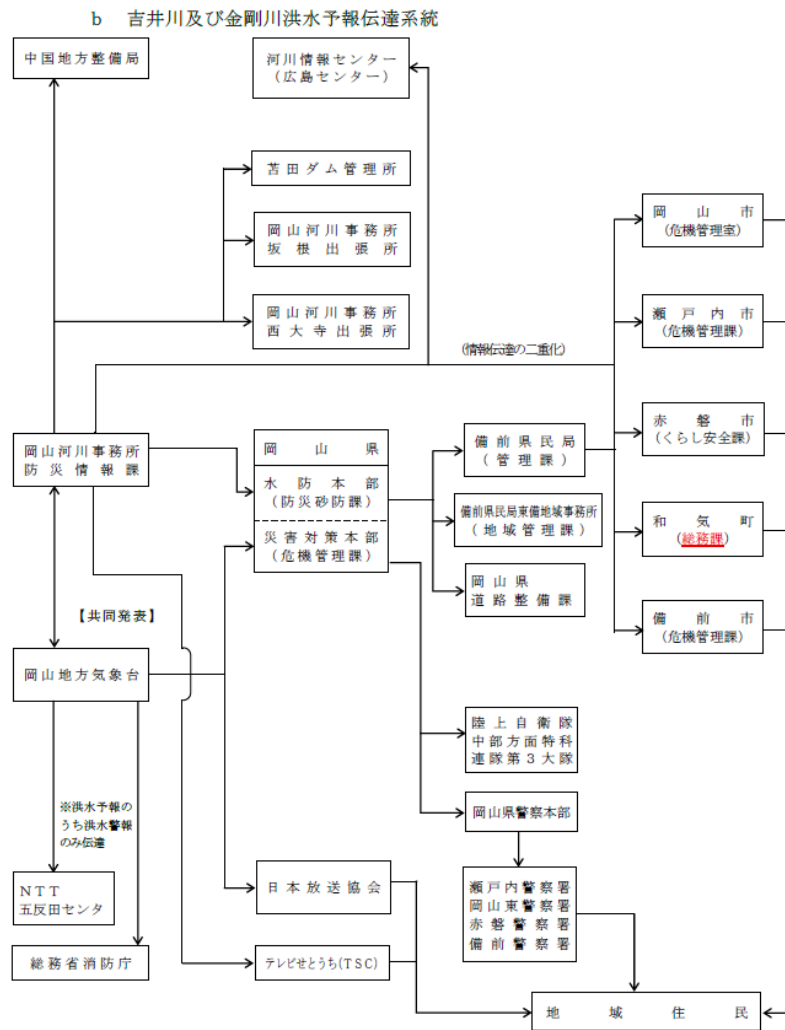 b 吉井川及び金剛川洪水予報伝達系統
中国地方整備局
河川情報センター
(広島センター)
苫田ダム管理所
岡山河川事務所
坂根出張所
岡山河川事務所
西大寺出張所
岡山市
(危機管理室)
瀬戸内市
(危機管理課)
(情報伝達の二重化)
赤磐市
(くらし安全課)
和気町
(総務課)
備前市
(危機管理課)
岡山河川事務所
防災情報課
岡山県
水防本部
(防災砂防課)
災害対策本部
(危機管理課)
備前県民局
(管理課)
備前県民局東備地域事務所
(地域管理課)
岡山県
道路整備課
【共同発表】
岡山地方気象台
陸上自衛隊
中部方面特科
連隊第3大隊
岡山県警察本部
※洪水予報の
うち洪水警報
のみ伝達
瀬戸内警察署
岡山東警察署
赤磐警察署
備前警察署
NTT
五反田センタ
日本放送協会
総務省消防庁
テレビせとうち(TSC)
地域住民